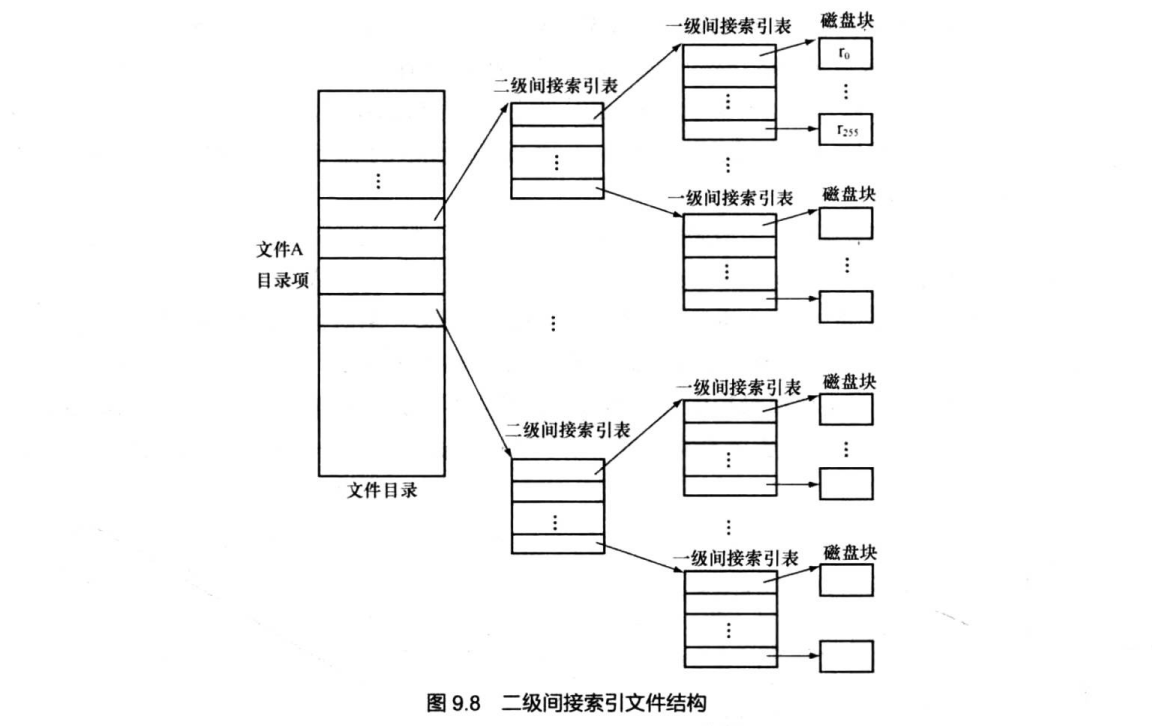 一级间接索引表
磁盘块
r₀
⋮
二级间接索引表
⋮
r₂₅₅
⋮
⋮
⋮
一级间接索引表
磁盘块
文件A
目录项
⋮
⋮
⋮
一级间接索引表
磁盘块
二级间接索引表
⋮
⋮
文件目录
⋮
⋮
一级间接索引表
磁盘块
⋮
图 9.8 二级间接索引文件结构